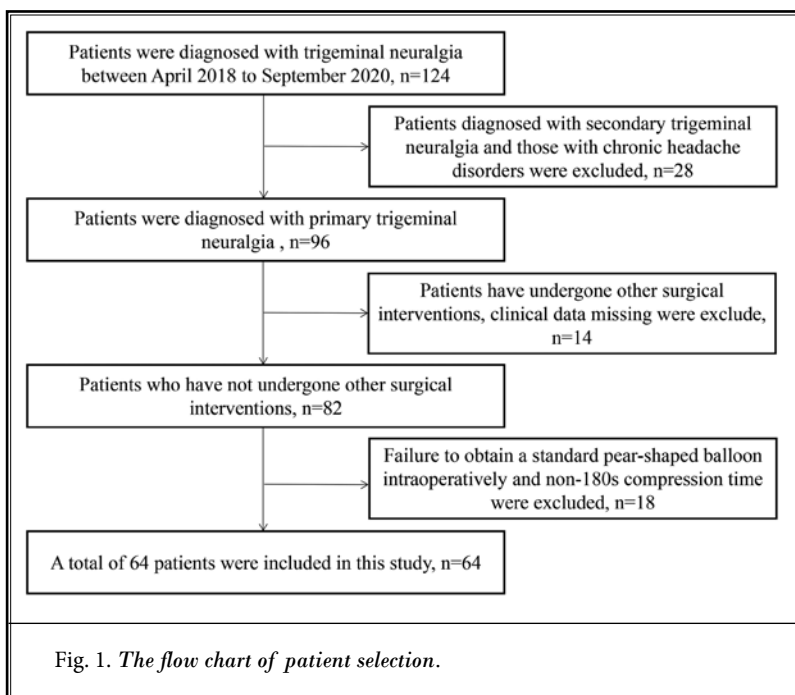 Patients were diagnosed with trigeminal neuralgia
between April 2018 to September 2020, n=124
Patients diagnosed with secondary trigeminal
neuralgia and those with chronic headache
disorders were excluded, n=28
Patients were diagnosed with primary trigeminal
neuralgia , n=96
Patients have undergone other surgical
interventions, clinical data missing were exclude,
n=14
Patients who have not undergone other surgical
interventions, n=82
Failure to obtain a standard pear-shaped balloon
intraoperatively and non-180s compression time
were excluded, n=18
A total of 64 patients were included in this study, n=64
Fig. 1. The flow chart of patient selection.